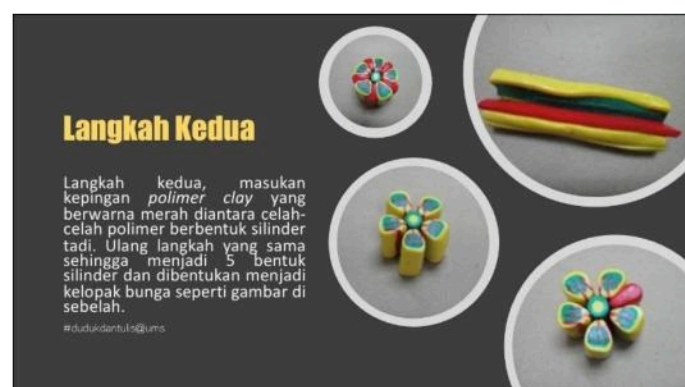 Langkah Kedua
Langkah kedua, masukan
kepingan polimer clay yang
berwarna merah diantara celah-
celah polimer berbentuk silinder
tadi. Ulang langkah yang sama
sehingga menjadi 5 bentuk
silinder dan dibentukan menjadi
kelopak bunga seperti gambar di
sebelah.
#dudukdantulis@ums